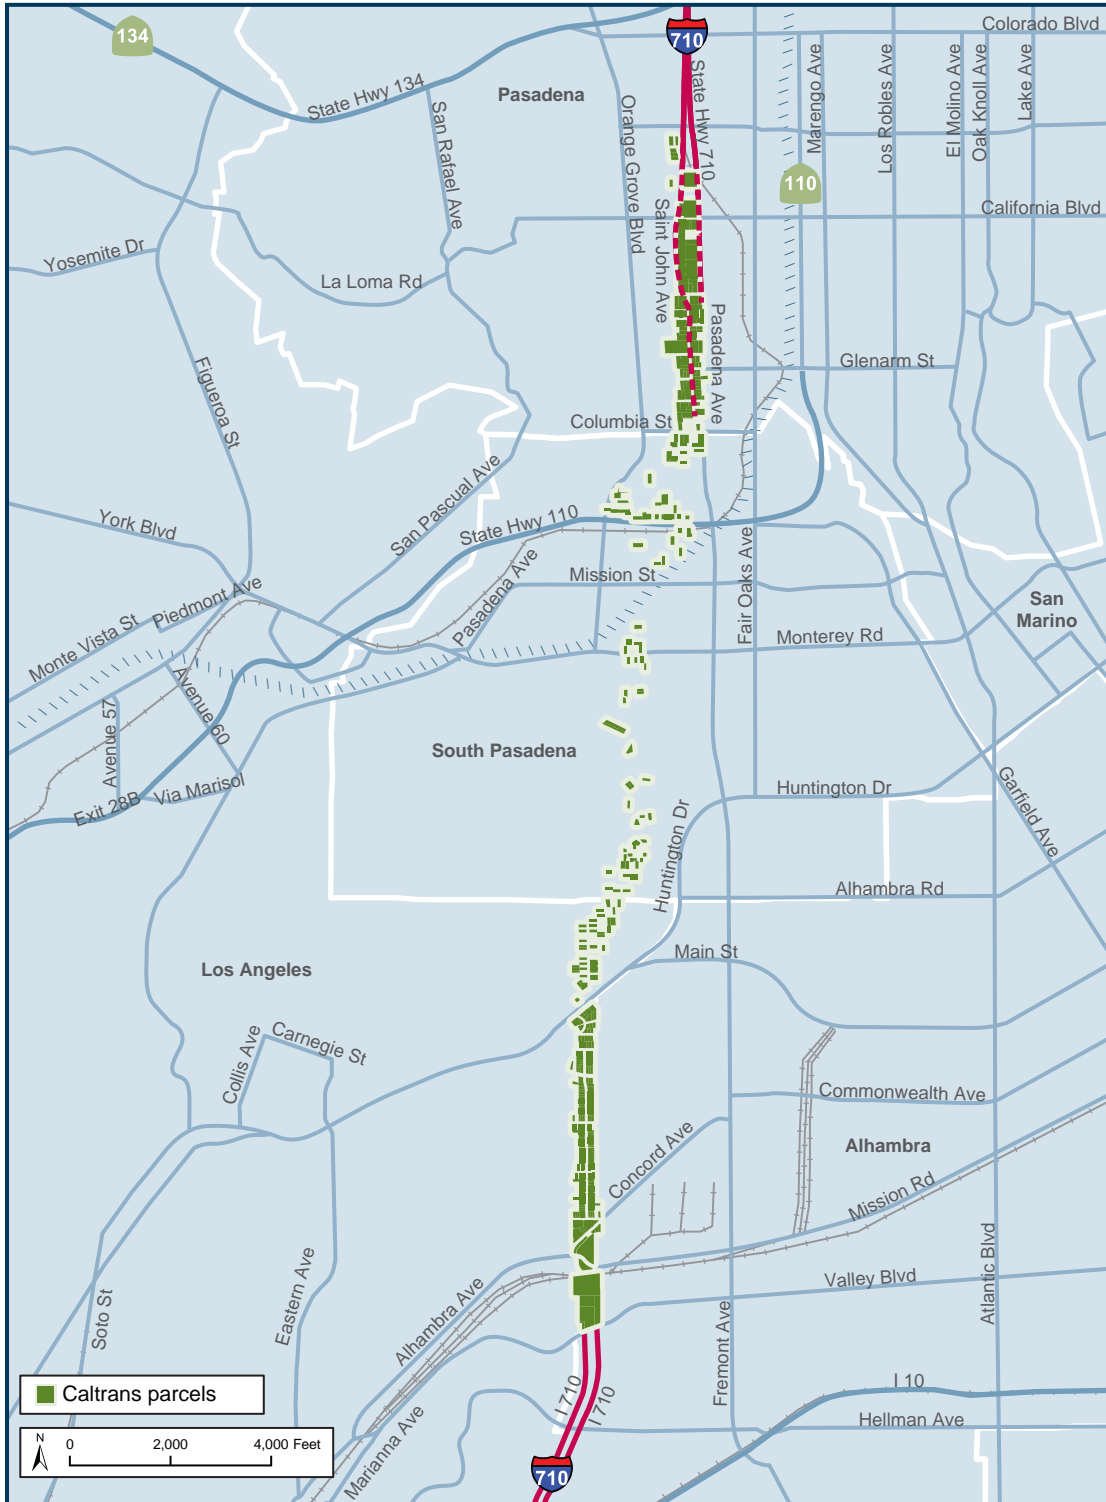 Colorado Blvd
134
710
State Hwy 134
Pasadena
San Rafael Ave
Orange Grove Blvd
State Hwy 710
Marengo Ave
Los Robles Ave
El Molino Ave
Oak Knoll Ave
Lake Ave
110
California Blvd
Yosemite Dr
La Loma Rd
Saint John Ave
Pasadena Ave
Glenarm St
Figueroa St
Columbia St
San Pascual Ave
York Blvd
State Hwy 110
Fair Oaks Ave
Mission St
Pasadena Ave
Piedmont Ave
Monte Vista St
San
Marino
Monterey Rd
Avenue 60
Avenue 57
South Pasadena
Exit 28B
Via Marisol
Huntington Dr
Garfield Ave
Huntington Dr
Alhambra Rd
Main St
Los Angeles
Collis Ave
Carnegie St
Commonwealth Ave
Concord Ave
Alhambra
Mission Rd
Atlantic Blvd
Valley Blvd
Soto St
Eastern Ave
Alhambra Ave
Fremont Ave
I 10
Caltrans parcels
I 710
I 710
Hellman Ave
Marianna Ave
N
0 2,000 4,000 Feet
710